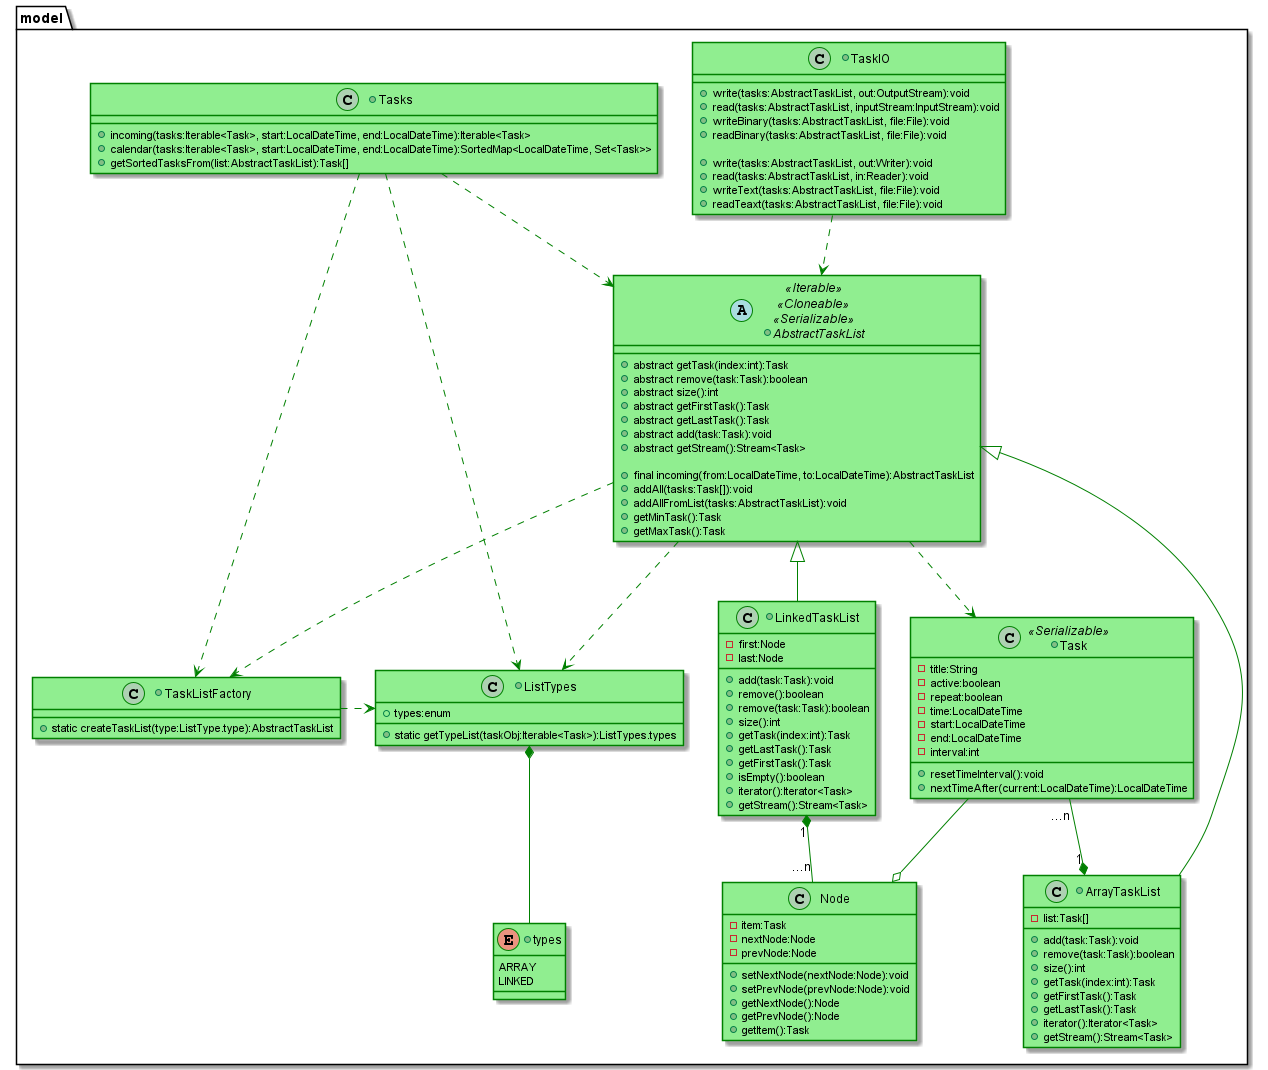 model
C TaskIO
write(tasks:AbstractTaskList, out:OutputStream):void
read(tasks:AbstractTaskList, inputStream:InputStream):void
writeBinary(tasks:AbstractTaskList, file:File):void
readBinary(tasks:AbstractTaskList, file:File):void
write(tasks:AbstractTaskList, out:Writer):void
read(tasks:AbstractTaskList, in:Reader):void
writeText(tasks:AbstractTaskList, file:File):void
readTeaxt(tasks:AbstractTaskList, file:File):void
C Tasks
incoming(tasks:Iterable<Task>, start:LocalDateTime, end:LocalDateTime):Iterable<Task>
calendar(tasks:Iterable<Task>, start:LocalDateTime, end:LocalDateTime):SortedMap<LocalDateTime, Set<Task>>
getSortedTasksFrom(list:AbstractTaskList):Task[]
«Iterable»
«Cloneable»
A
«Serializable»
AbstractTaskList
abstract getTask(index:int):Task
abstract remove(task:Task):boolean
abstract size():int
abstract getFirstTask():Task
abstract getLastTask():Task
abstract add(task:Task):void
abstract getStream():Stream<Task>
final incoming(from:LocalDateTime, to:LocalDateTime):AbstractTaskList
addAll(tasks:Task[]):void
addAllFromList(tasks:AbstractTaskList):void
getMinTask():Task
getMaxTask():Task
C LinkedTaskList
first:Node
last:Node
add(task:Task):void
remove():boolean
remove(task:Task):boolean
size():int
getTask(index:int):Task
getLastTask():Task
getFirstTask():Task
isEmpty():boolean
iterator():Iterator<Task>
getStream():Stream<Task>
C «Serializable»
Task
title:String
active:boolean
repeat:boolean
time:LocalDateTime
start:LocalDateTime
end:LocalDateTime
interval:int
resetTimeInterval():void
nextTimeAfter(current:LocalDateTime):LocalDateTime
C TaskListFactory
static createTaskList(type:ListType.type):AbstractTaskList
C ListTypes
types:enum
static getTypeList(taskObj:Iterable<Task>):ListTypes.types
1
...n
...n
1
E types
ARRAY
LINKED
C Node
item:Task
nextNode:Node
prevNode:Node
setNextNode(nextNode:Node):void
setPrevNode(prevNode:Node):void
getNextNode():Node
getPrevNode():Node
getItem():Task
C ArrayTaskList
list:Task[]
add(task:Task):void
remove(task:Task):boolean
size():int
getTask(index:int):Task
getFirstTask():Task
getLastTask():Task
iterator():Iterator<Task>
getStream():Stream<Task>